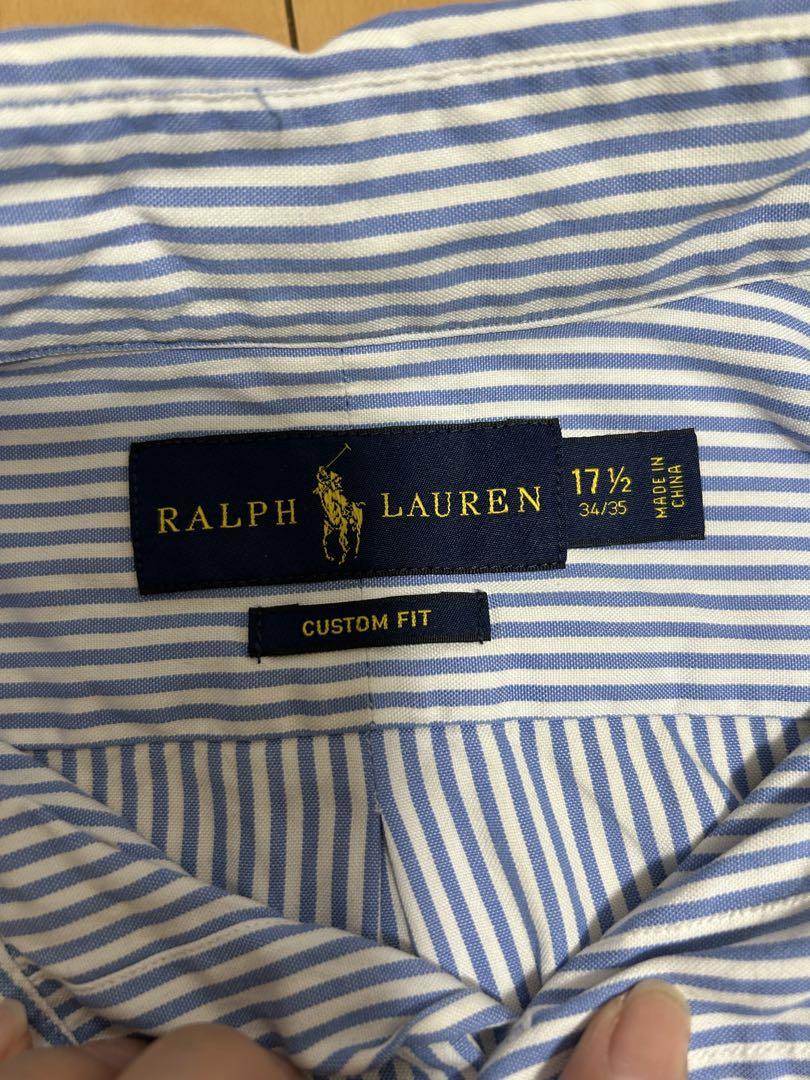 RALPH LAUREN
17 ½
34/35
MADE IN
CHINA
CUSTOM FIT